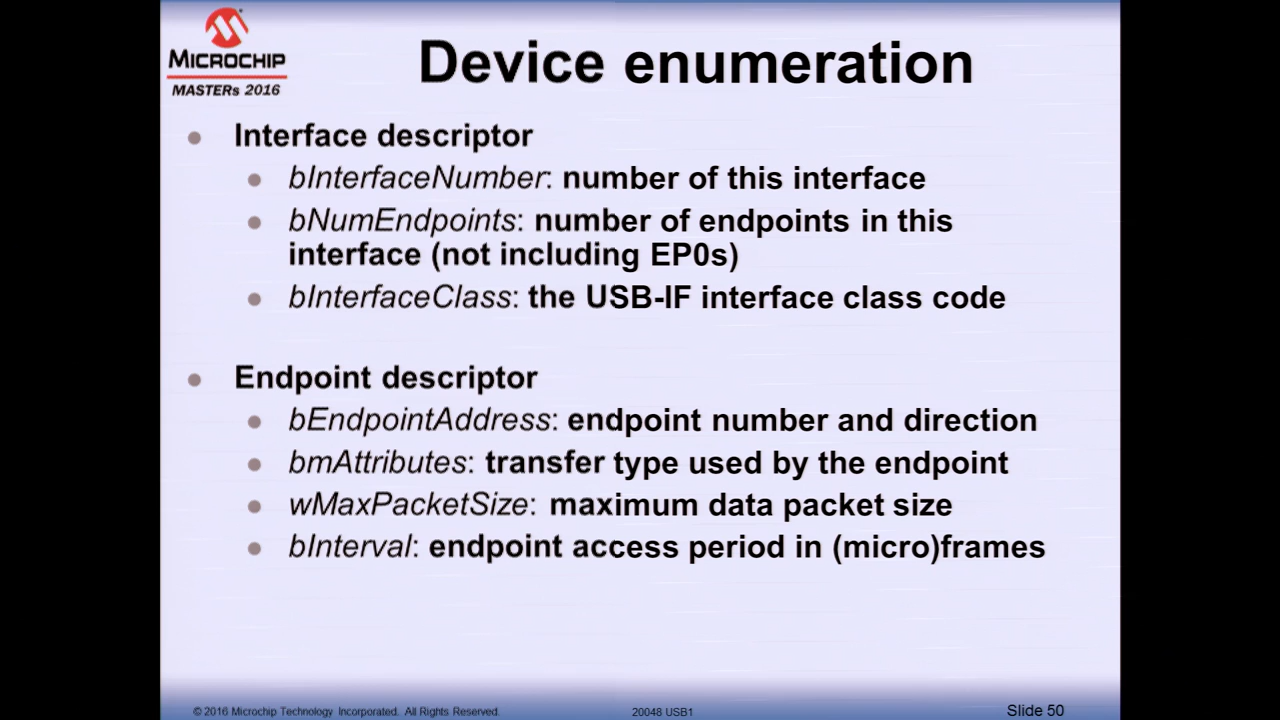 MICROCHIP
MASTERs 2016
Device enumeration
Interface descriptor
bInterfaceNumber: number of this interface
bNumEndpoints: number of endpoints in this
interface (not including EP0s)
bInterfaceClass: the USB-IF interface class code
Endpoint descriptor
bEndpointAddress: endpoint number and direction
bmAttributes: transfer type used by the endpoint
wMaxPacketSize: maximum data packet size
bInterval: endpoint access period in (micro)frames
© 2016 Microchip Technology Incorporated. All Rights Reserved.
20048 USB1
Slide 50